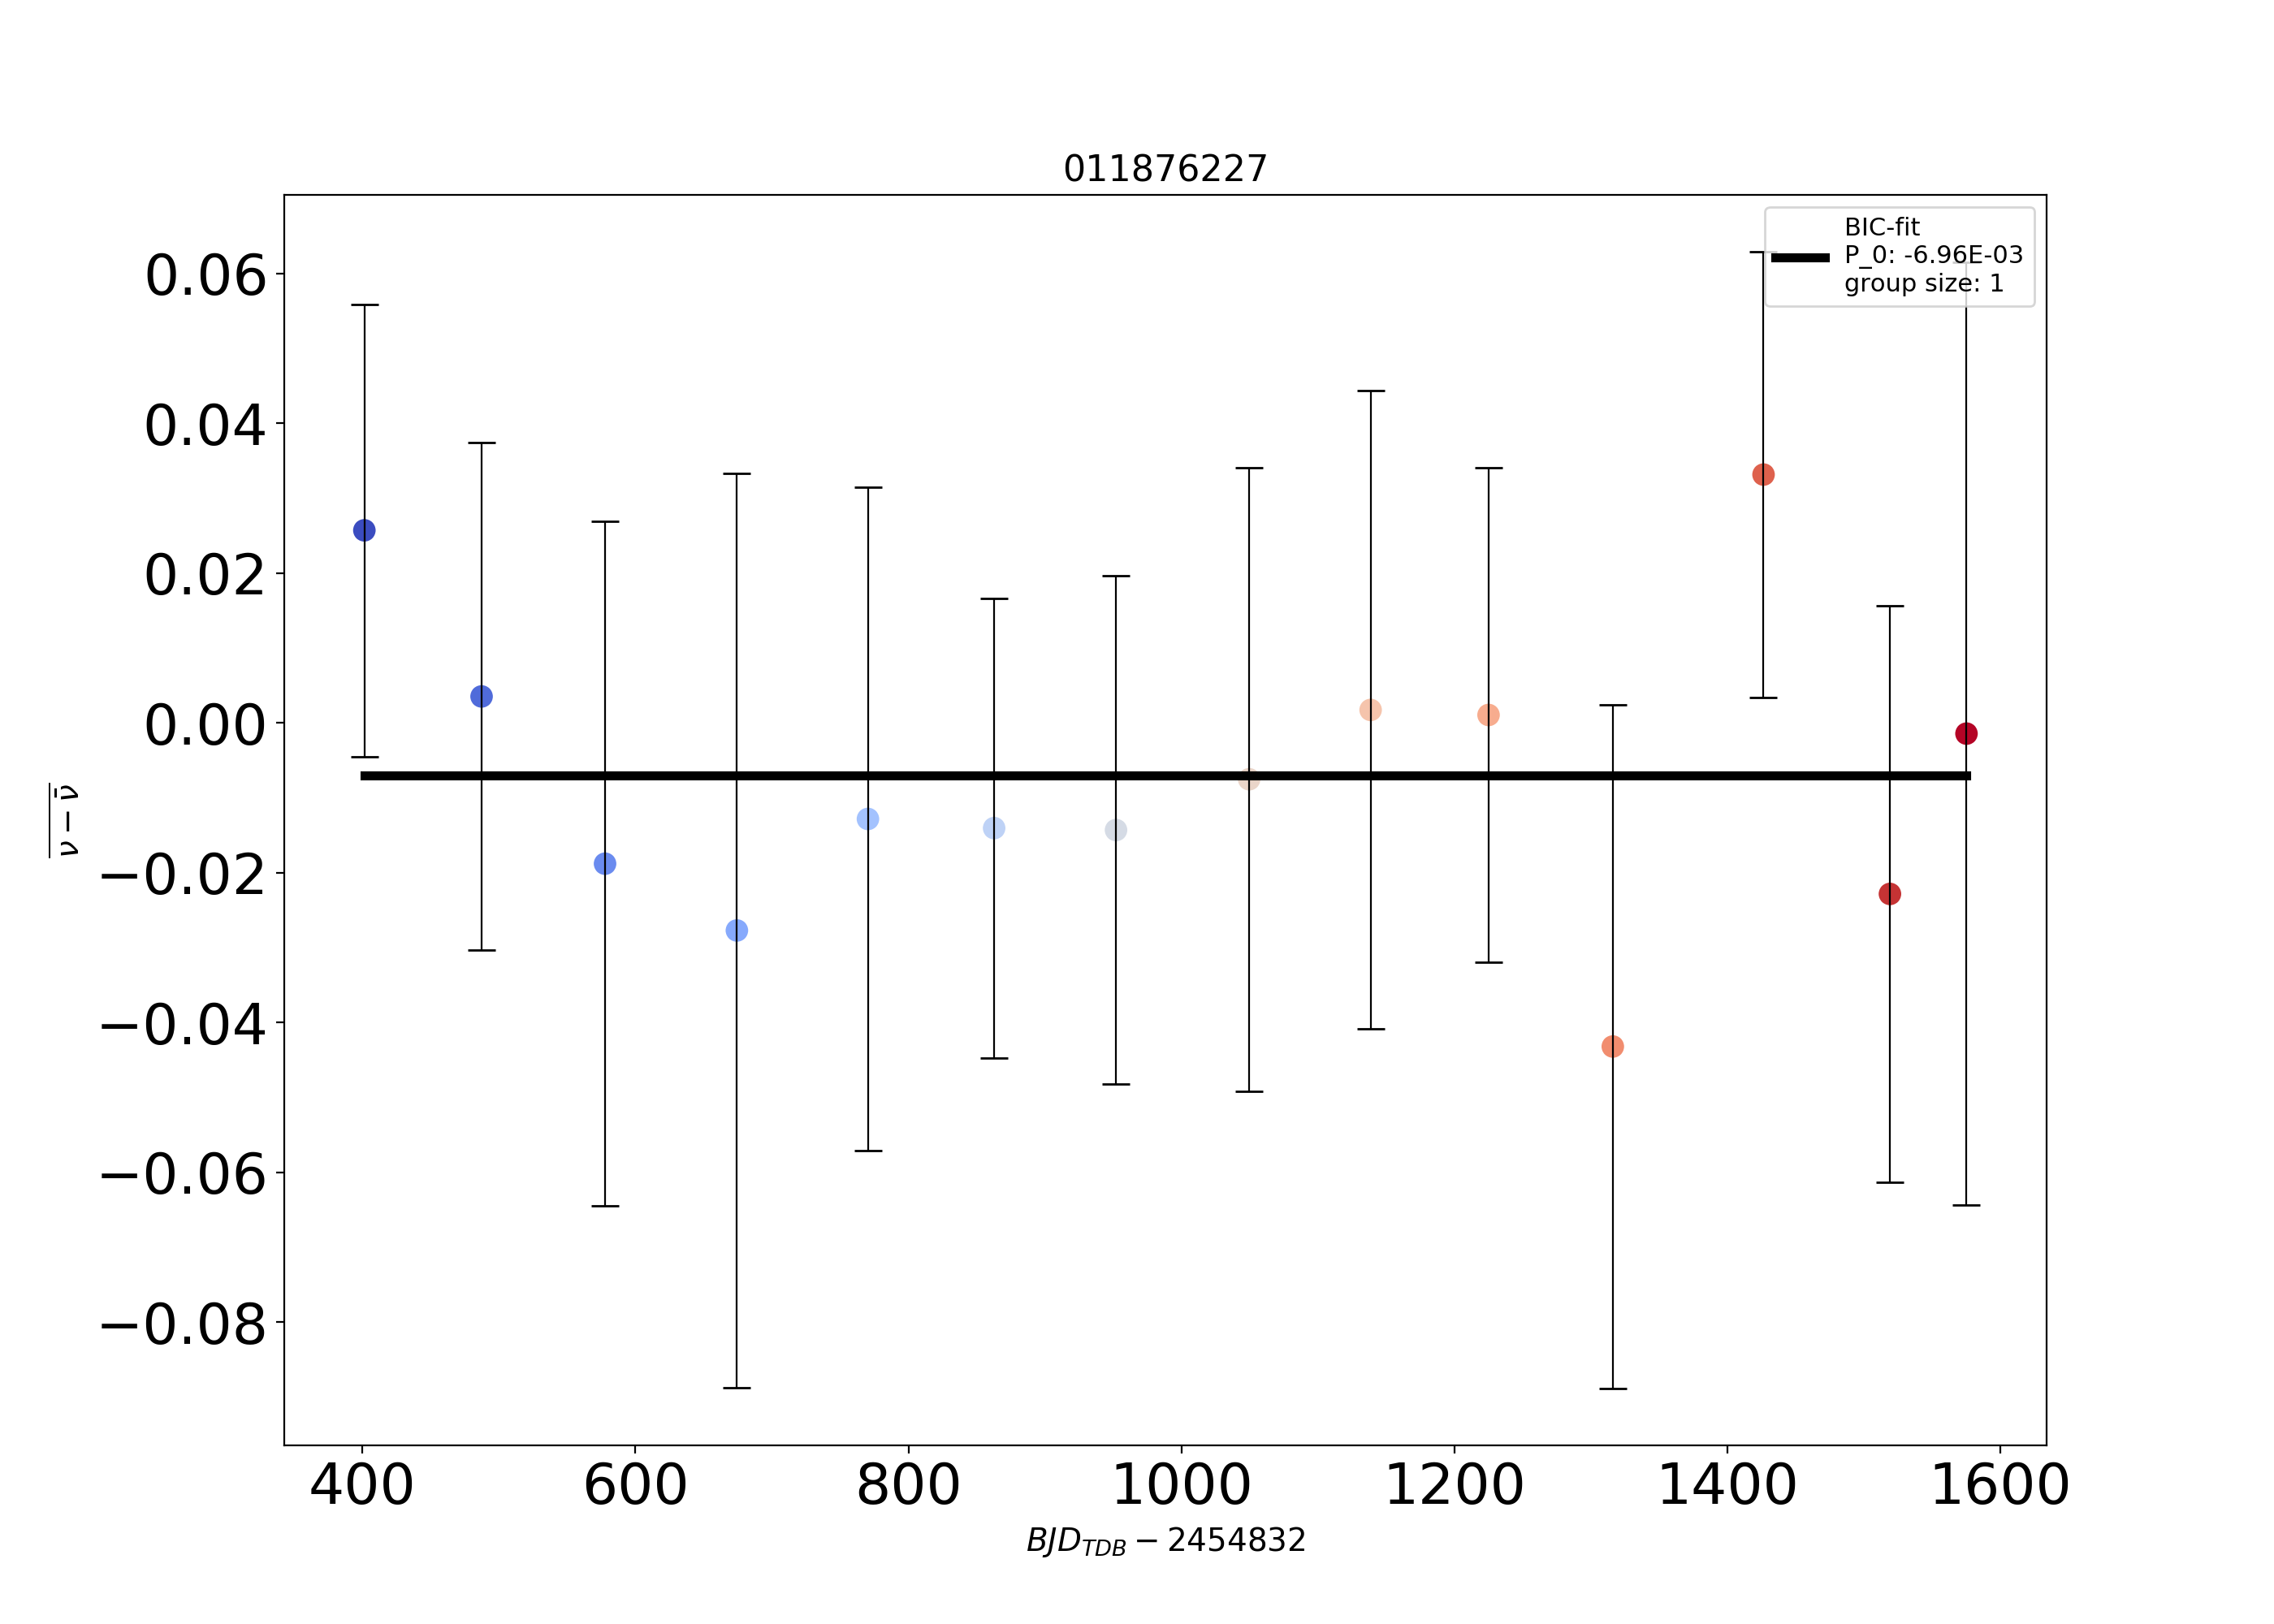 011876227
BIC-fit
P_0: -6.96E-03
group size: 1
0.06
0.04
0.02
0.00
−0.02
−0.04
−0.06
−0.08
ν − ν̄
400 600 800 1000 1200 1400 1600
BJD_TDB − 2454832